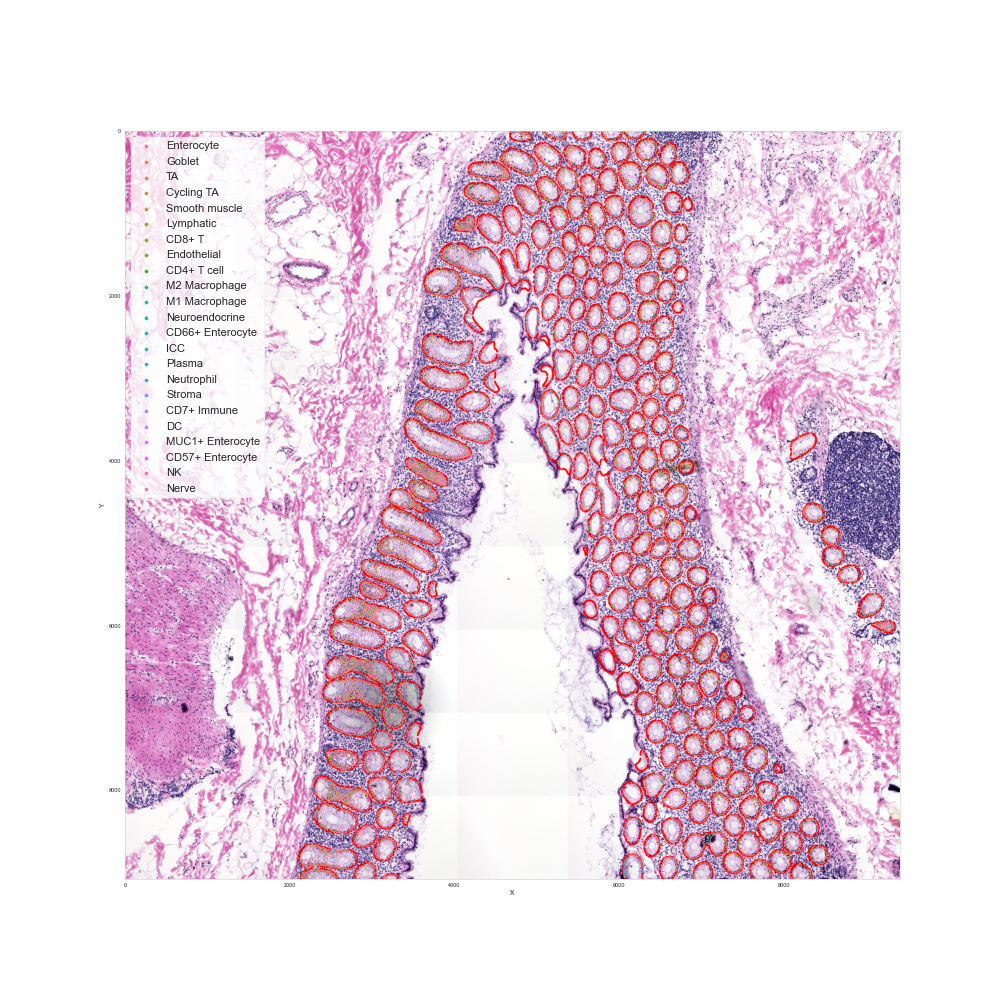 0
Enterocyte
Goblet
TA
Cycling TA
Smooth muscle
Lymphatic
CD8+ T
Endothelial
CD4+ T cell
M2 Macrophage
M1 Macrophage
Neuroendocrine
CD66+ Enterocyte
ICC
Plasma
Neutrophil
Stroma
CD7+ Immune
DC
MUC1+ Enterocyte
CD57+ Enterocyte
NK
Nerve
2000
4000
6000
8000
Y
0 2000 4000 6000 8000
X